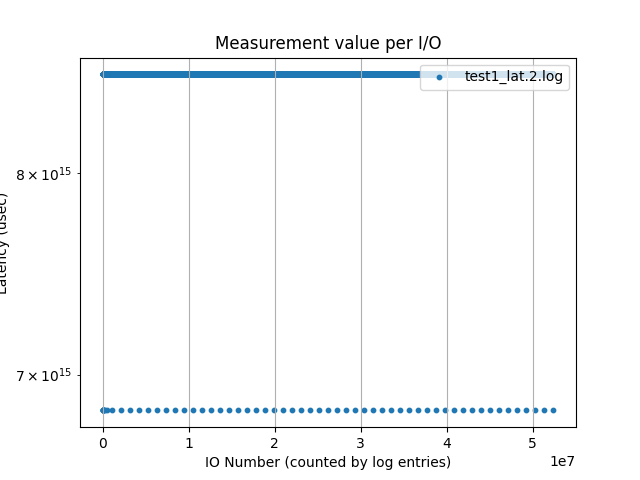 Measurement value per I/O
test1_lat.2.log
8 × 10¹⁵
Latency (usec)
7 × 10¹⁵
0 1 2 3 4 5
1e7
IO Number (counted by log entries)